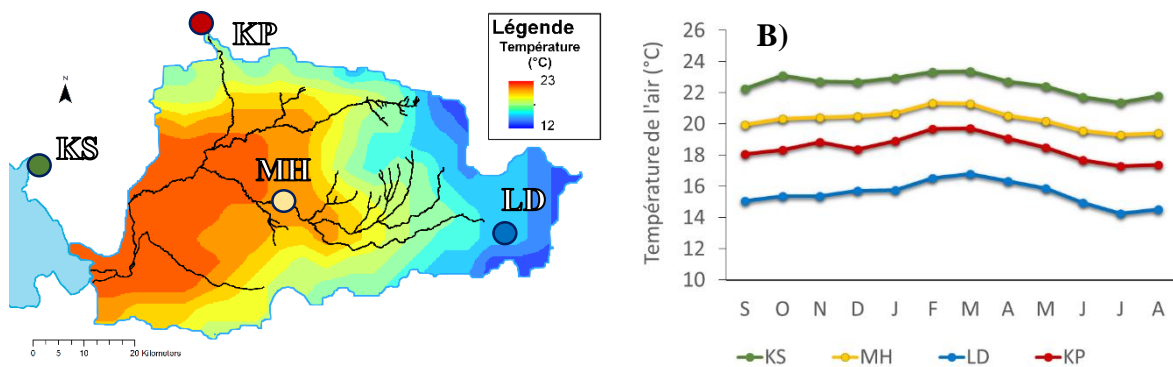 KP
Légende
Température
(°C)
23
-
12
N
KS
MH
LD
0 5 10 20 Kilometers
B)
Température de l'air (°C)
26
24
22
20
18
16
14
12
10
S O N D J F M A M J J A
KS MH LD KP